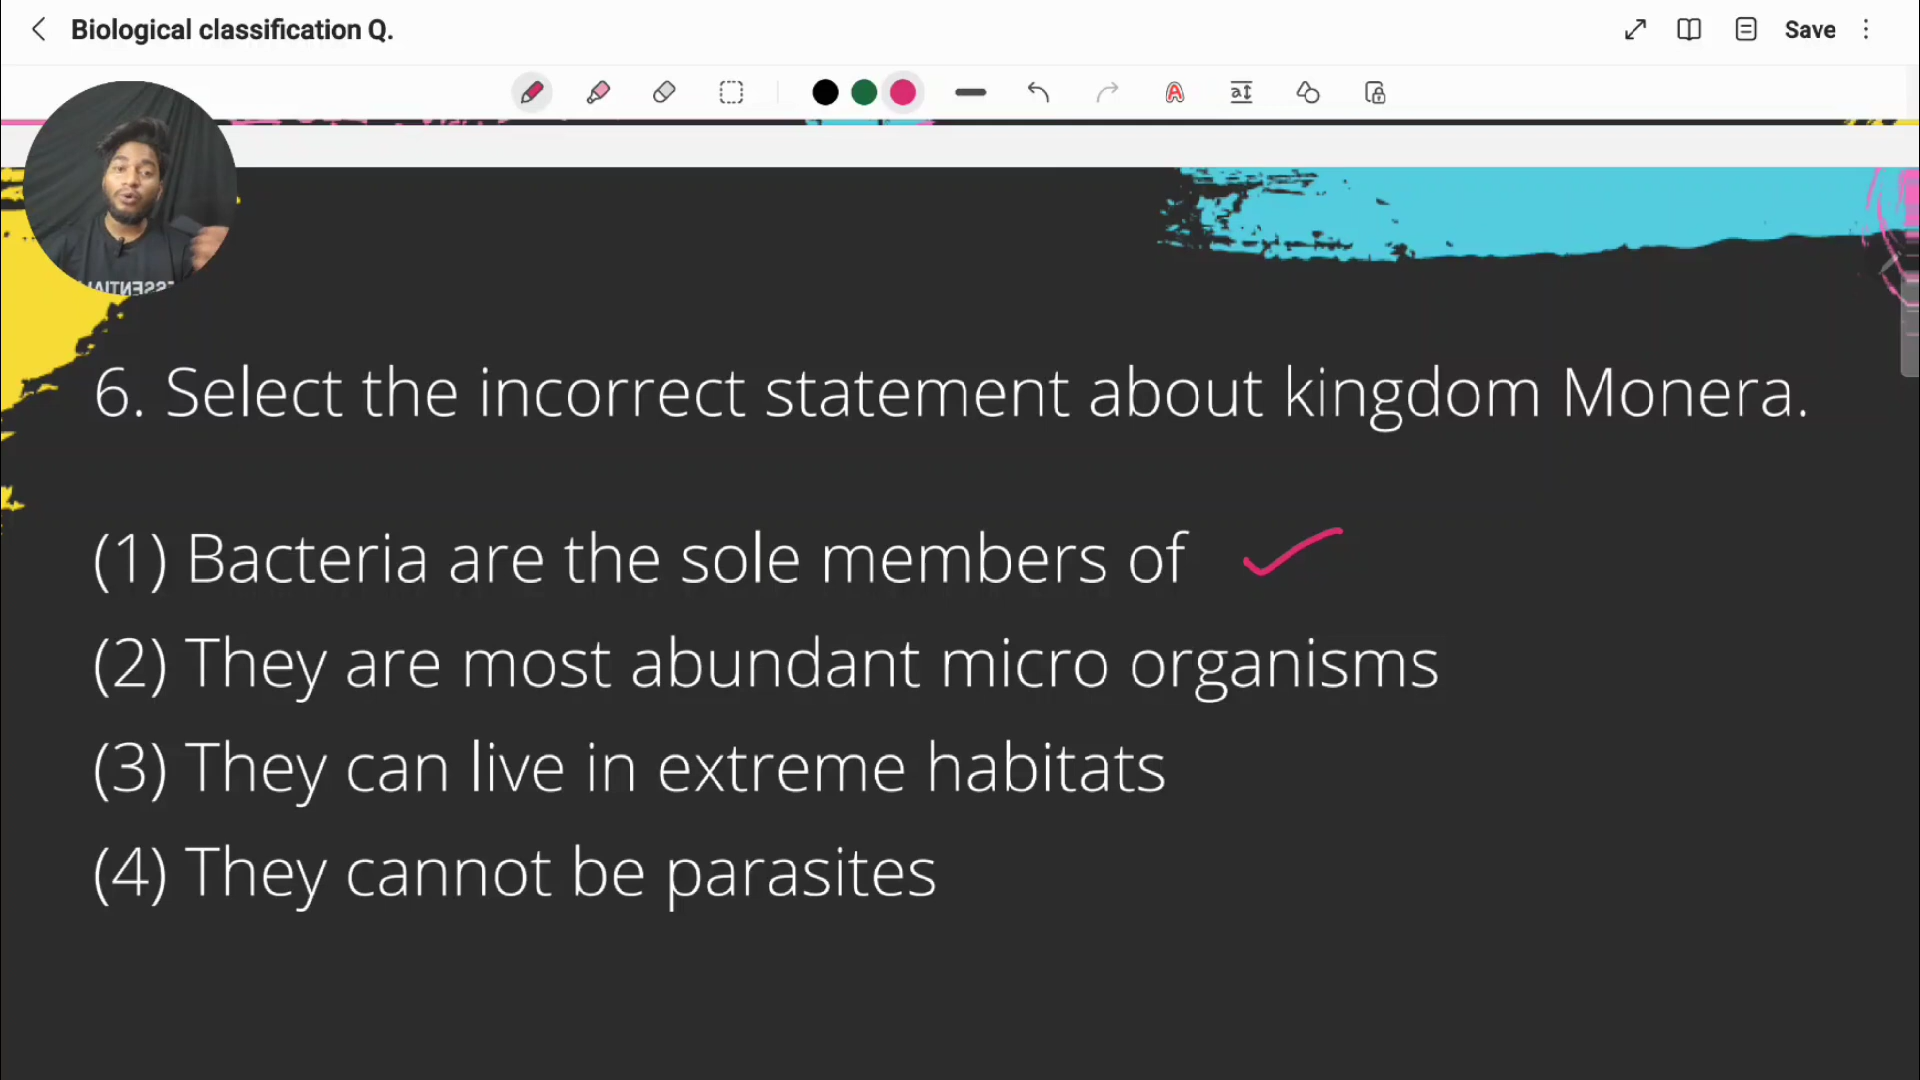 Biological classification Q.
Save
6. Select the incorrect statement about kingdom Monera.
(1) Bacteria are the sole members of
(2) They are most abundant micro organisms
(3) They can live in extreme habitats
(4) They cannot be parasites